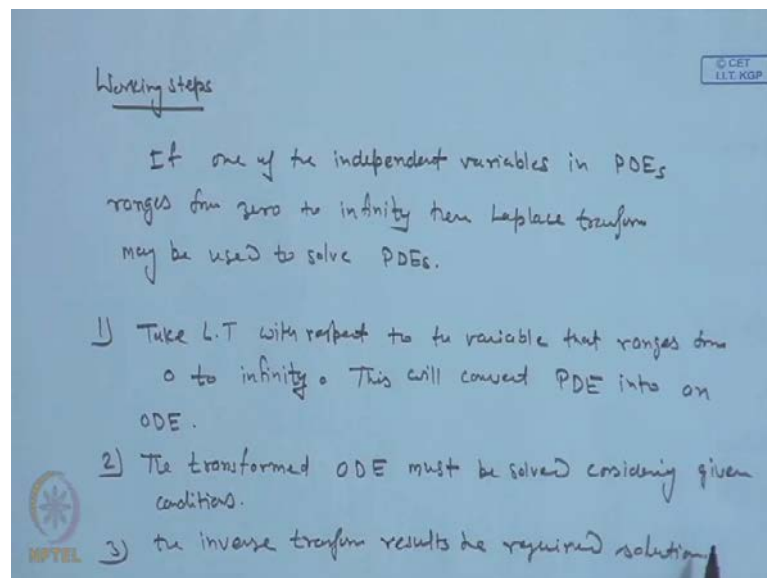 © CET
I.I.T. KGP
Working steps
If one of the independent variables in PDEs
ranges from zero to infinity then Laplace transform
may be used to solve PDEs.
1) Take L.T with respect to the variable that ranges from
0 to infinity. This will convert PDE into an
ODE.
2) The transformed ODE must be solved considering given
conditions.
3) the inverse transform results the required solution
NPTEL